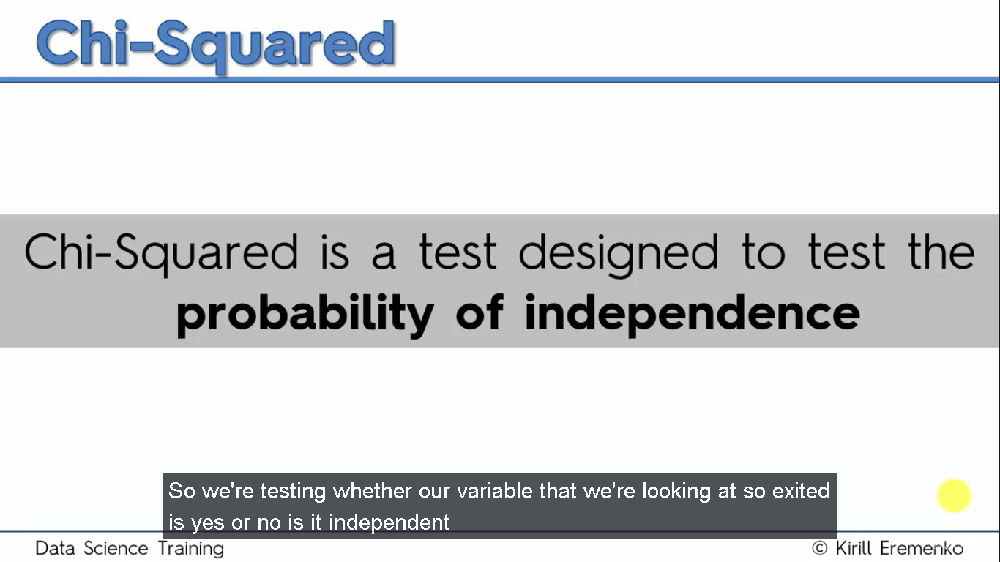 Chi-Squared
Chi-Squared is a test designed to test the
probability of independence
So we're testing whether our variable that we're looking at so exited
is yes or no is it independent
Data Science Training
© Kirill Eremenko